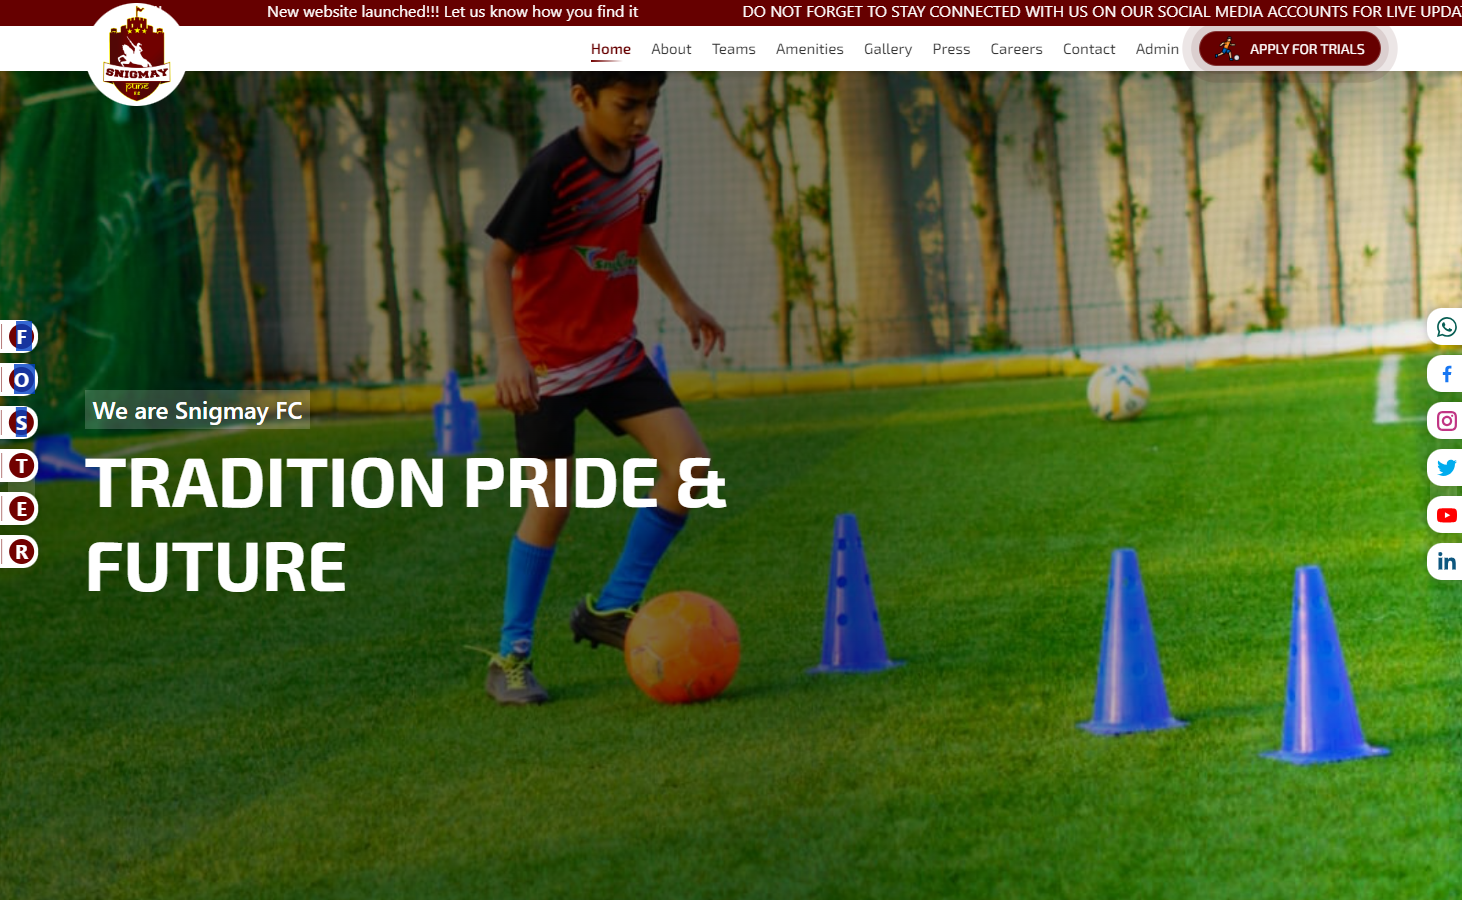 New website launched!!! Let us know how you find it
DO NOT FORGET TO STAY CONNECTED WITH US ON OUR SOCIAL MEDIA ACCOUNTS FOR LIVE
SNIGMAY
pune
Home
About
Teams
Amenities
Gallery
Press
Careers
Contact
Admin
APPLY FOR TRIALS
F
O
S
T
E
R
We are Snigmay FC
TRADITION PRIDE &
FUTURE
in